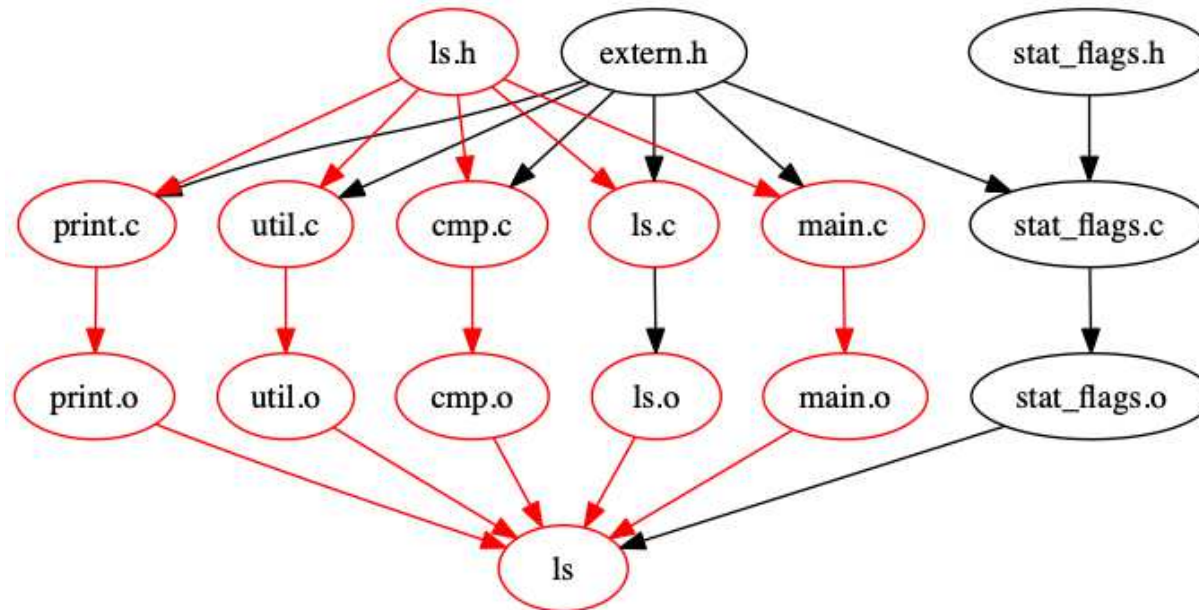 ls.h
extern.h
stat_flags.h
print.c
util.c
cmp.c
ls.c
main.c
stat_flags.c
print.o
util.o
cmp.o
ls.o
main.o
stat_flags.o
ls